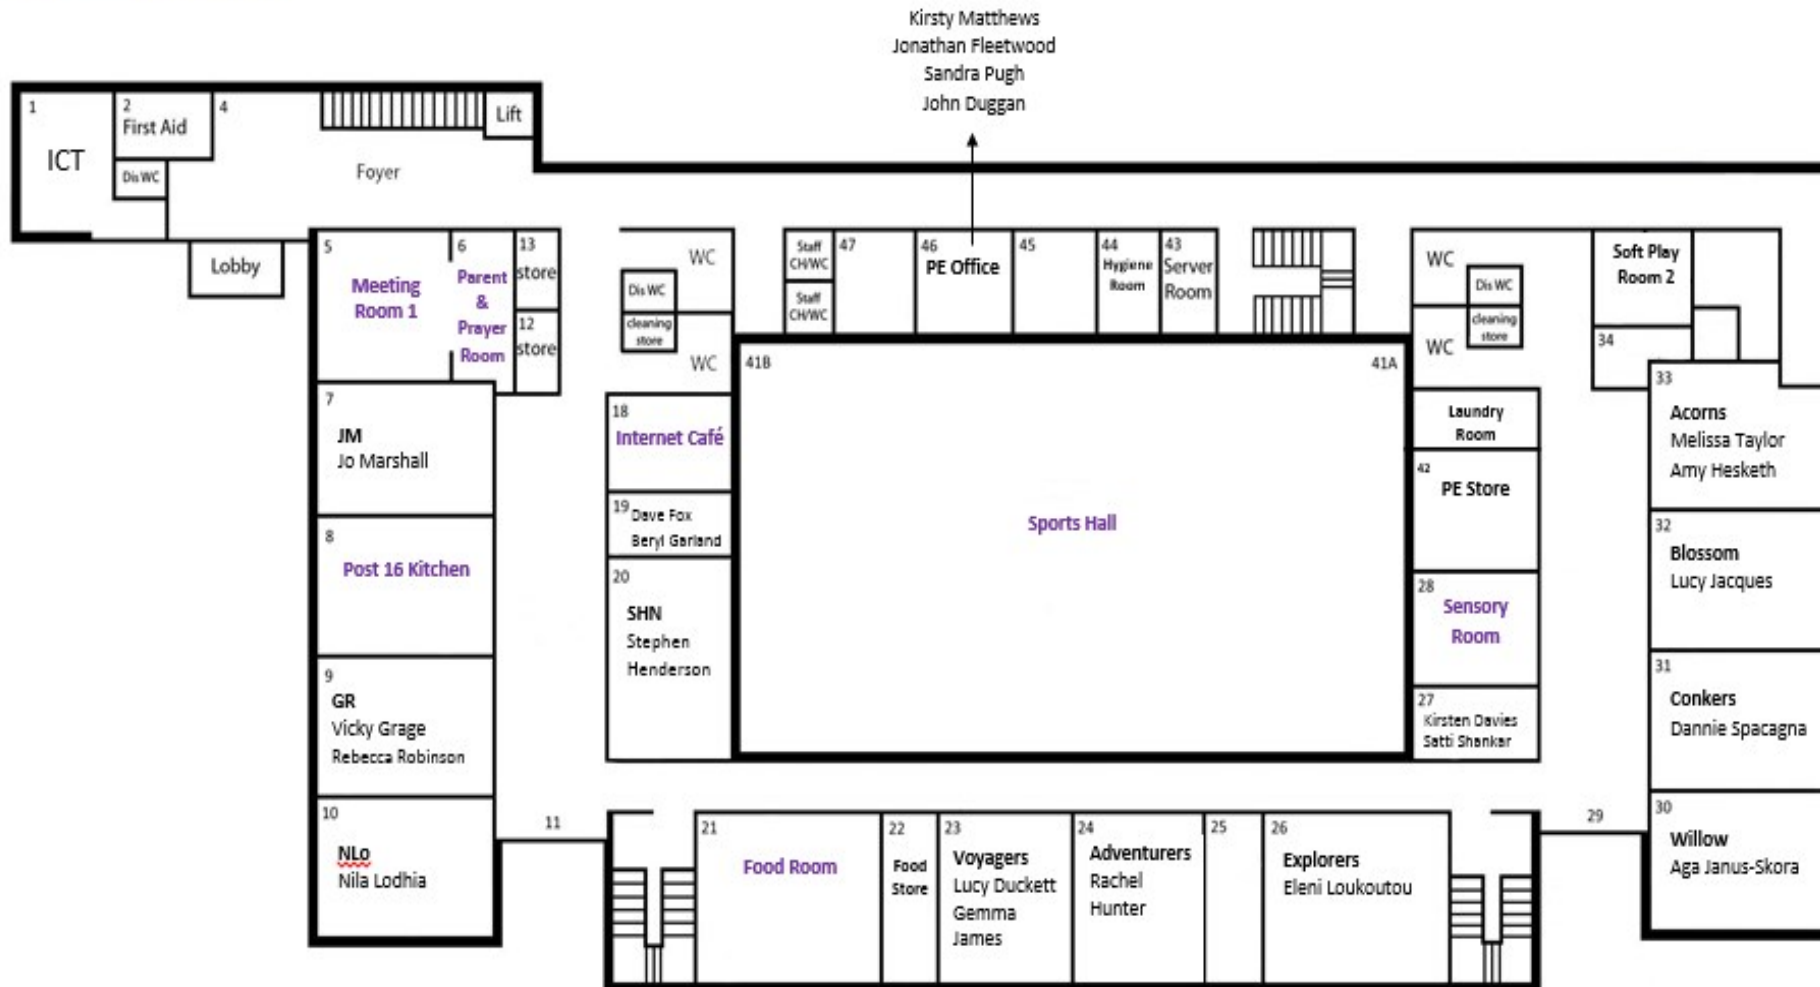 Kirsty Matthews
Jonathan Fleetwood
Sandra Pugh
John Duggan
1
ICT
2
First Aid
Dis WC
4
Lift
Foyer
Lobby
5
Meeting
Room 1
6
Parent
&
Prayer
Room
13
store
12
store
WC
Dis WC
cleaning
store
WC
Staff
CH/WC
Staff
CH/WC
47
46
PE Office
45
44
Hygiene
Room
43
Server
Room
WC
Dis WC
cleaning
store
WC
Soft Play
Room 2
34
7
JM
Jo Marshall
8
Post 16 Kitchen
9
GR
Vicky Grage
Rebecca Robinson
10
NLo
Nila Lodhia
11
18
Internet Café
19
Dave Fox
Beryl Garland
20
SHN
Stephen
Henderson
41B
41A
Sports Hall
Laundry
Room
42
PE Store
28
Sensory
Room
27
Kirsten Davies
Satti Shankar
33
Acorns
Melissa Taylor
Amy Hesketh
32
Blossom
Lucy Jacques
31
Conkers
Dannie Spacagna
30
Willow
Aga Janus-Skora
29
21
Food Room
22
Food
Store
23
Voyagers
Lucy Duckett
Gemma
James
24
Adventurers
Rachel
Hunter
25
26
Explorers
Eleni Loukoutou